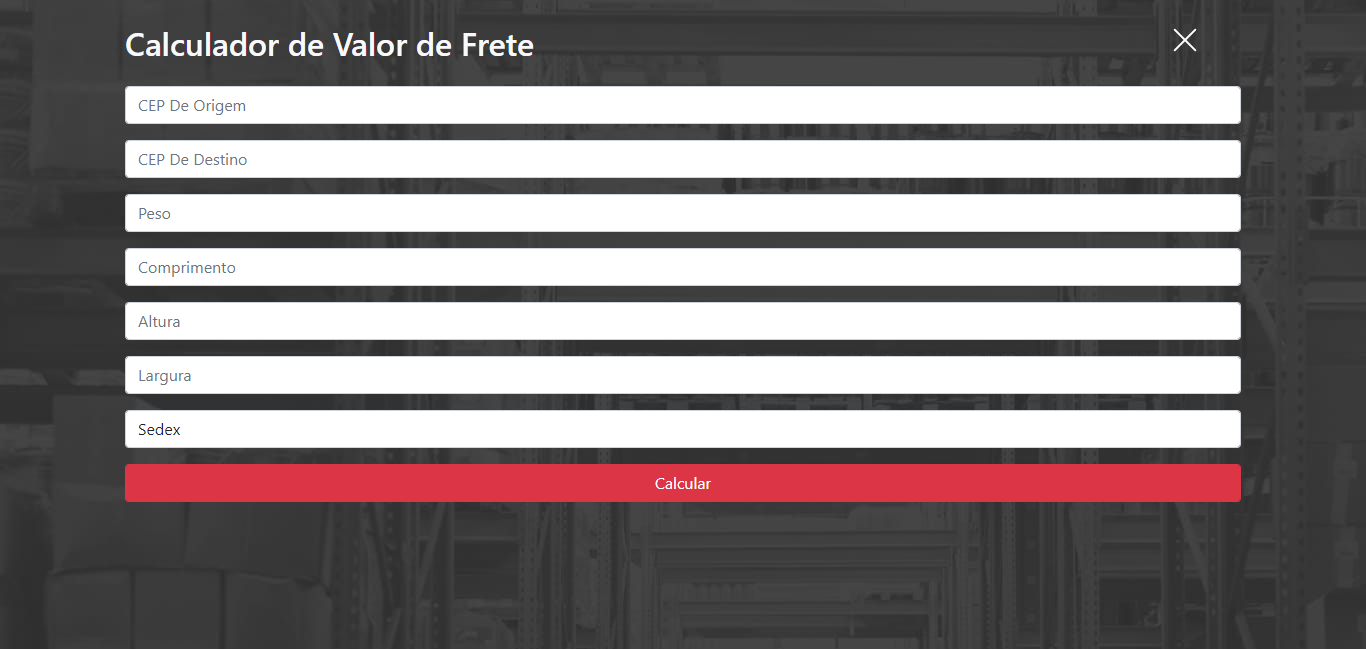 Calculador de Valor de Frete
CEP De Origem
CEP De Destino
Peso
Comprimento
Altura
Largura
Sedex
Calcular